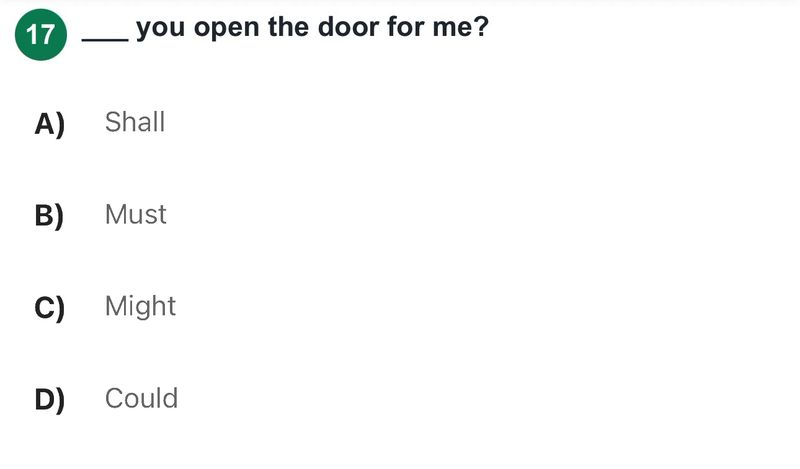 17 ___ you open the door for me?
A) Shall
B) Must
C) Might
D) Could